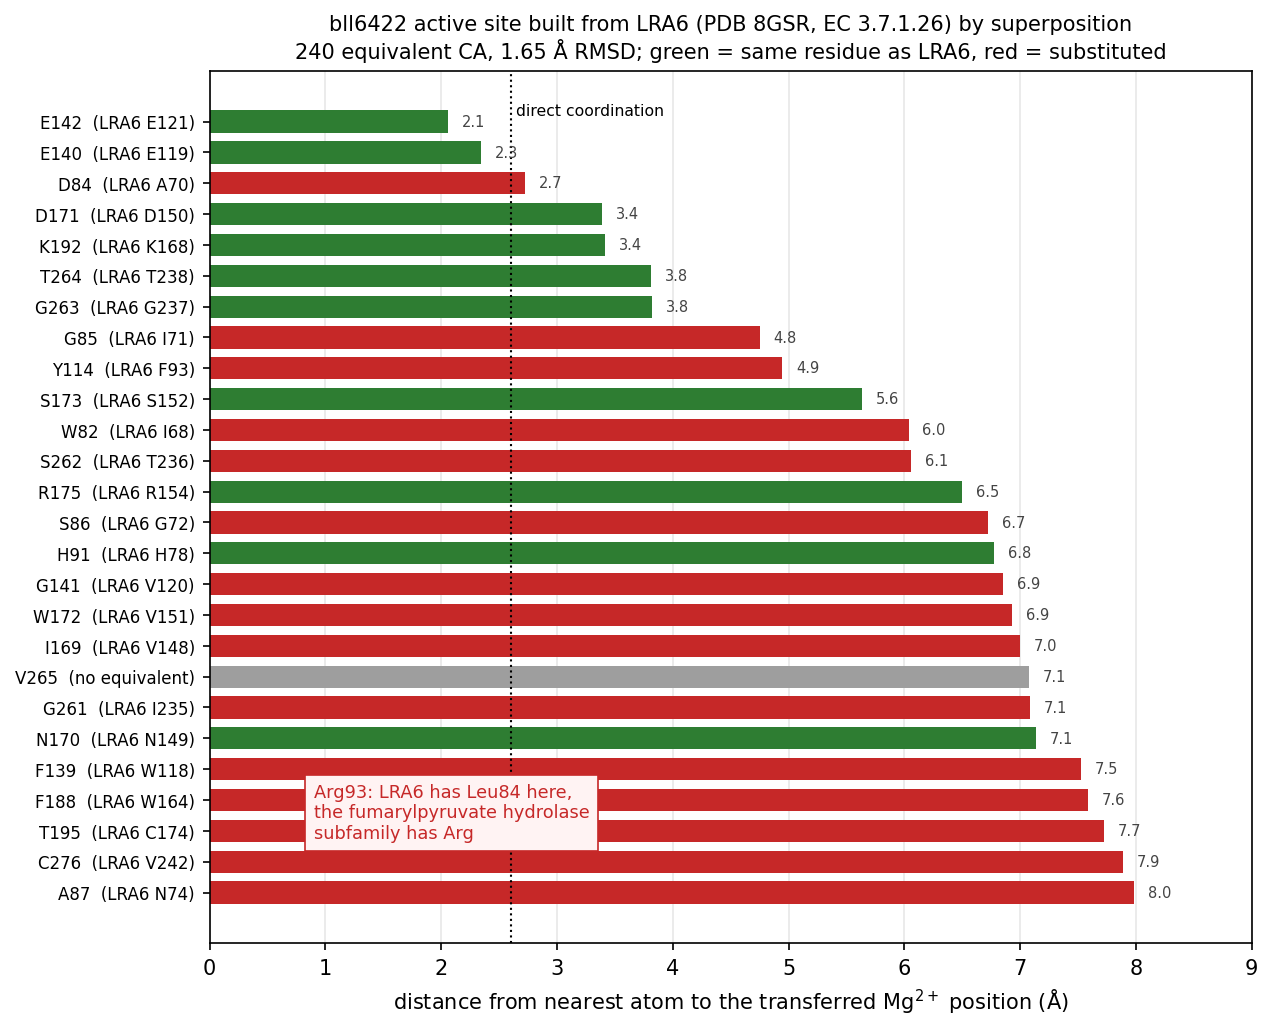 bll6422 active site built from LRA6 (PDB 8GSR, EC 3.7.1.26) by superposition
240 equivalent CA, 1.65 Å RMSD; green = same residue as LRA6, red = substituted
direct coordination
E142 (LRA6 E121) 2.1
E140 (LRA6 E119) 2.3
D84 (LRA6 A70) 2.7
D171 (LRA6 D150) 3.4
K192 (LRA6 K168) 3.4
T264 (LRA6 T238) 3.8
G263 (LRA6 G237) 3.8
G85 (LRA6 I71) 4.8
Y114 (LRA6 F93) 4.9
S173 (LRA6 S152) 5.6
W82 (LRA6 I68) 6.0
S262 (LRA6 T236) 6.1
R175 (LRA6 R154) 6.5
S86 (LRA6 G72) 6.7
H91 (LRA6 H78) 6.8
G141 (LRA6 V120) 6.9
W172 (LRA6 V151) 6.9
I169 (LRA6 V148) 7.0
V265 (no equivalent) 7.1
G261 (LRA6 I235) 7.1
N170 (LRA6 N149) 7.1
F139 (LRA6 W118) 7.5
F188 (LRA6 W164) 7.6
T195 (LRA6 C174) 7.7
C276 (LRA6 V242) 7.9
A87 (LRA6 N74) 8.0
Arg93: LRA6 has Leu84 here,
the fumarylpyruvate hydrolase
subfamily has Arg
0 1 2 3 4 5 6 7 8 9
distance from nearest atom to the transferred Mg²⁺ position (Å)